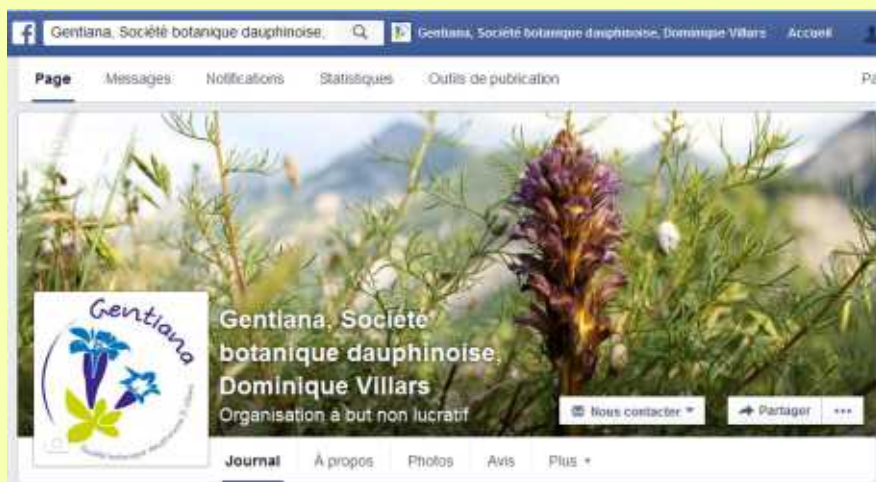 f Gentiana, Société botanique dauphinoise, Gentiana, Société botanique dauphinoise, Dominique Villars Accueil
Page Messages Notifications Statistiques Outils de publication Pa
Gentiana
Gentiana, Société
botanique dauphinoise,
Dominique Villars
Organisation à but non lucratif
Nous contacter Partager
Journal À propos Photos Avis Plus